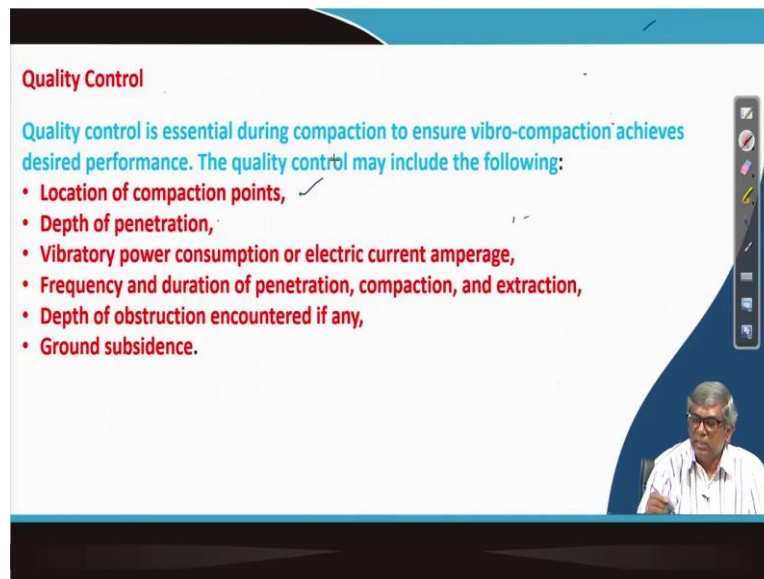 Quality Control
Quality control is essential during compaction to ensure vibro-compaction achieves
desired performance. The quality control may include the following:
• Location of compaction points,
• Depth of penetration,
• Vibratory power consumption or electric current amperage,
• Frequency and duration of penetration, compaction, and extraction,
• Depth of obstruction encountered if any,
• Ground subsidence.